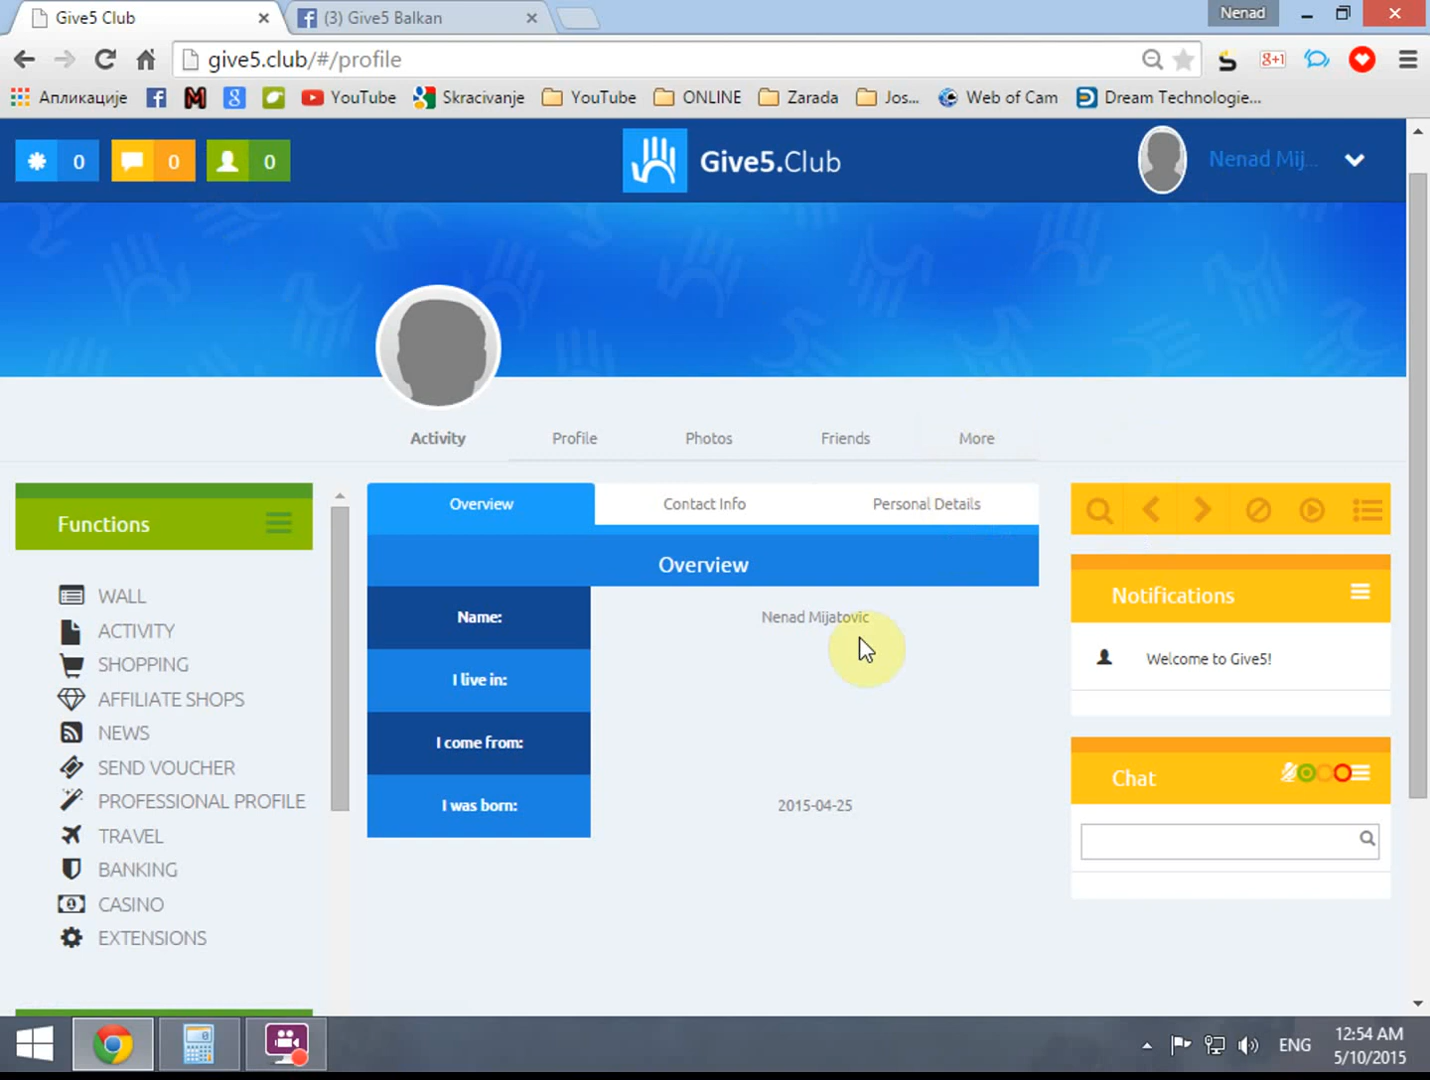 Give5 Club
(3) Give5 Balkan
Nenad
give5.club/#/profile
g+1
Апликације
YouTube
Skracivanje
YouTube
ONLINE
Zarada
Jos...
Web of Cam
Dream Technologie...
0
0
0
Give5.Club
Nenad Mij...
Activity
Profile
Photos
Friends
More
Functions
WALL
ACTIVITY
SHOPPING
AFFILIATE SHOPS
NEWS
SEND VOUCHER
PROFESSIONAL PROFILE
TRAVEL
BANKING
CASINO
EXTENSIONS
Overview
Contact Info
Personal Details
Overview
Name:
Nenad Mijatovic
I live in:
I come from:
I was born:
2015-04-25
Notifications
Welcome to Give5!
Chat
ENG
12:54 AM
5/10/2015